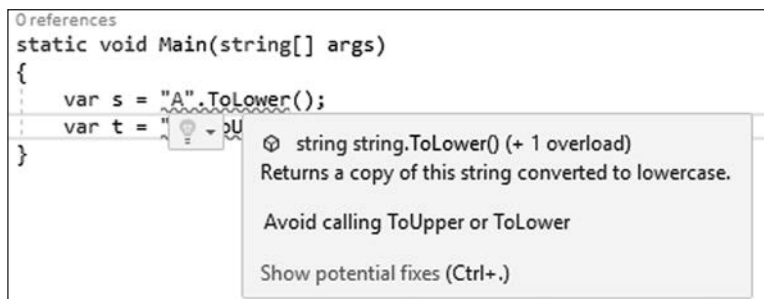 0 references
static void Main(string[] args)
{
var s = "A".ToLower();
var t = "
}
string string.ToLower() (+ 1 overload)
Returns a copy of this string converted to lowercase.
Avoid calling ToUpper or ToLower
Show potential fixes (Ctrl+.)